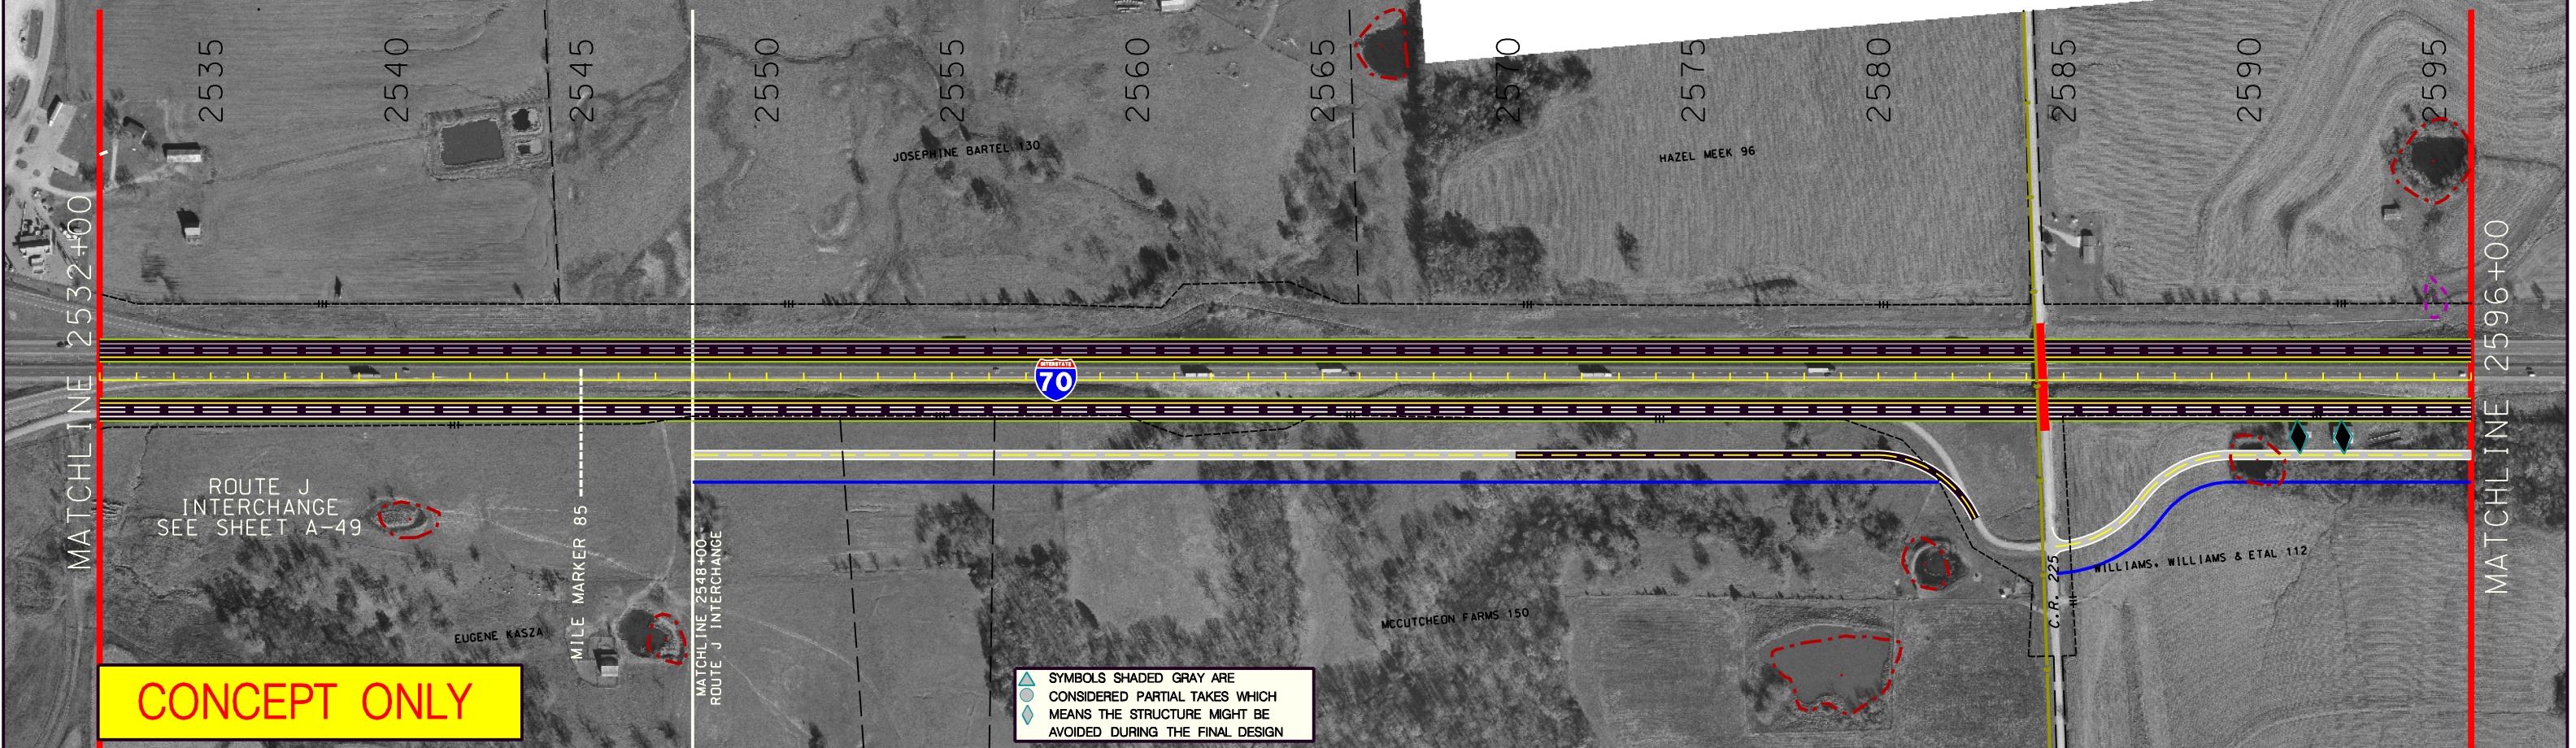 2535
2540
2545
2550
2555
2560
2565
2570
2575
2580
2585
2590
2595
JOSEPHINE BARTEL 130
HAZEL MEEK 96
MATCHLINE 2532+00
MATCHLINE 2596+00
INTERSTATE
70
ROUTE J
INTERCHANGE
SEE SHEET A-49
MILE MARKER 85
MATCHLINE 2548+00
ROUTE J INTERCHANGE
EUGENE KASZA
MCCUTCHEON FARMS 150
C.R. 225
WILLIAMS, WILLIAMS & ETAL 112
CONCEPT ONLY
SYMBOLS SHADED GRAY ARE
CONSIDERED PARTIAL TAKES WHICH
MEANS THE STRUCTURE MIGHT BE
AVOIDED DURING THE FINAL DESIGN